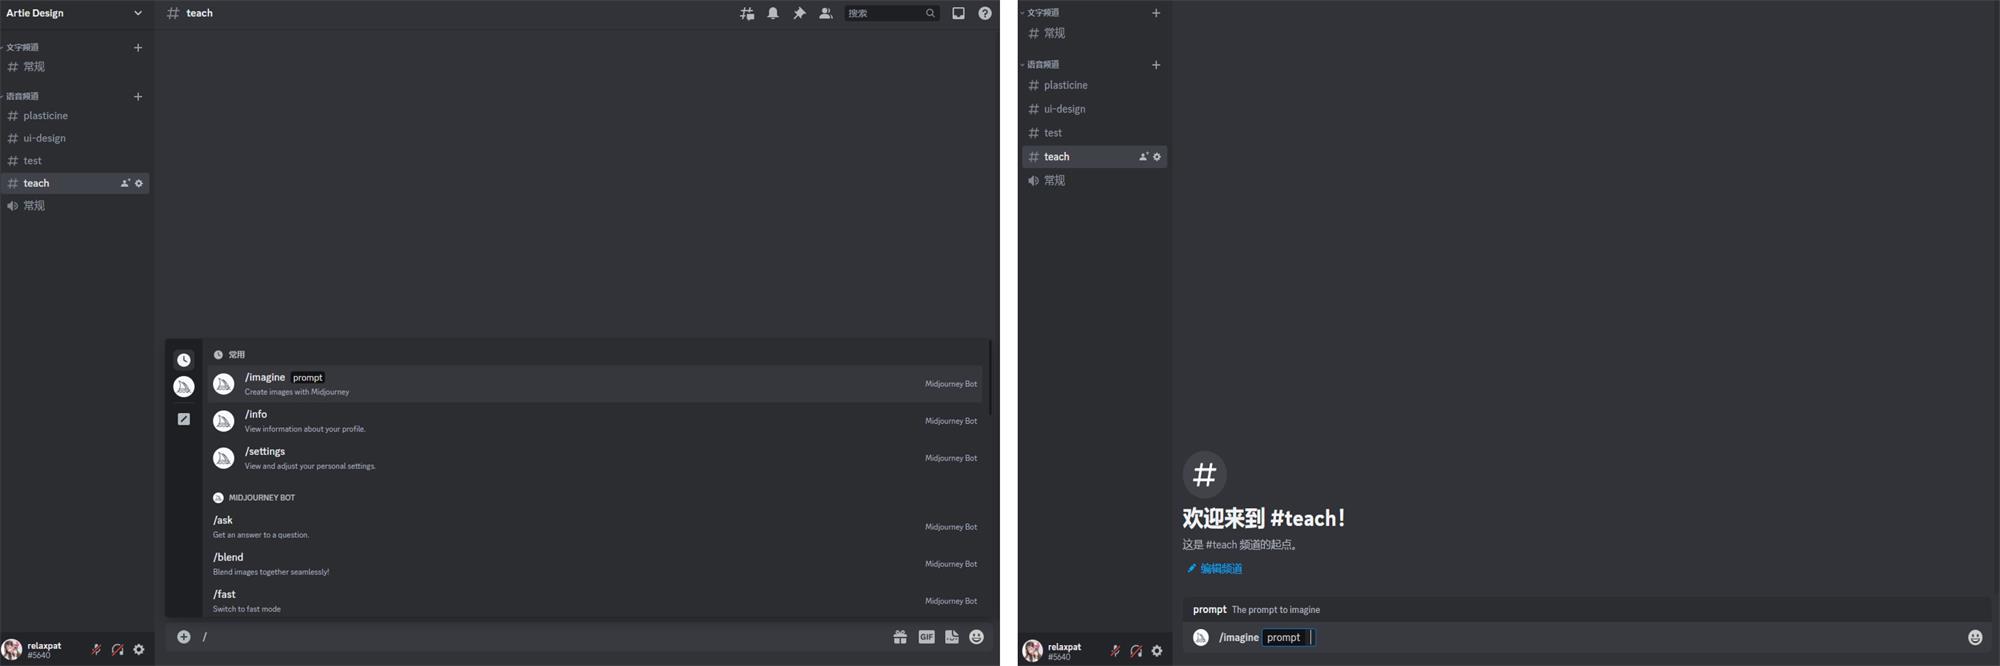 Artie Design
文字频道
# 常规
语音频道
# plasticine
# ui-design
# test
# teach
常规
relaxpat
#5640
# teach
搜索
常用
/imagine prompt
Create images with Midjourney
Midjourney Bot
/info
View information about your profile.
Midjourney Bot
/settings
View and adjust your personal settings.
Midjourney Bot
MIDJOURNEY BOT
/ask
Get an answer to a question.
Midjourney Bot
/blend
Blend images together seamlessly!
Midjourney Bot
/fast
Switch to fast mode
Midjourney Bot
/
GIF
文字频道
# 常规
语音频道
# plasticine
# ui-design
# test
# teach
常规
relaxpat
#5640
#
欢迎来到 #teach！
这是 #teach 频道的起点。
编辑频道
prompt The prompt to imagine
/imagine prompt